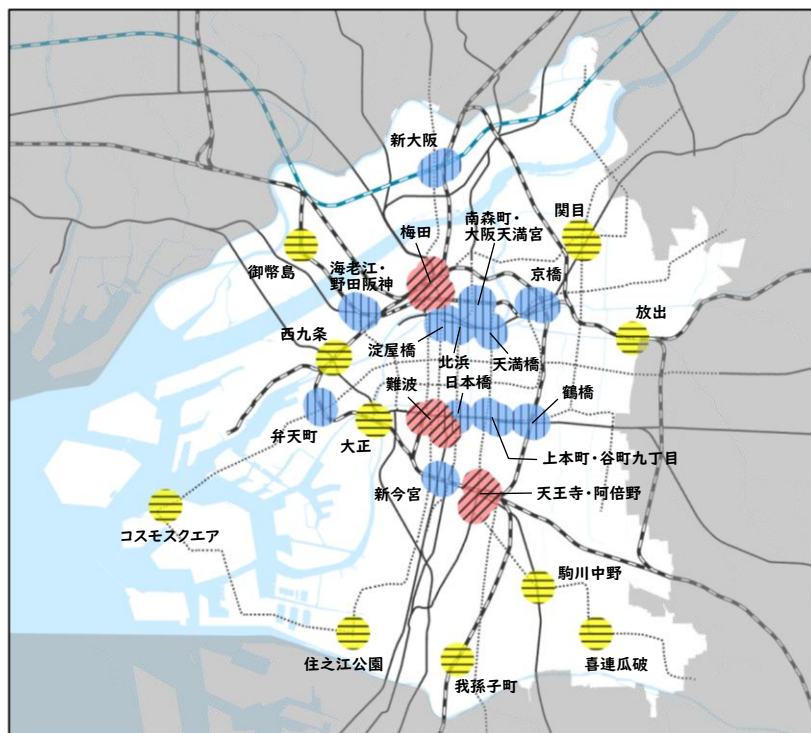 新大阪
関目
南森町・
大阪天満宮
梅田
御幣島
海老江・
野田阪神
京橋
放出
西九条
淀屋橋
北浜
天満橋
難波
日本橋
鶴橋
弁天町
大正
上本町・谷町九丁目
新今宮
天王寺・阿倍野
コスモスクエア
駒川中野
住之江公園
我孫子町
喜連瓜破